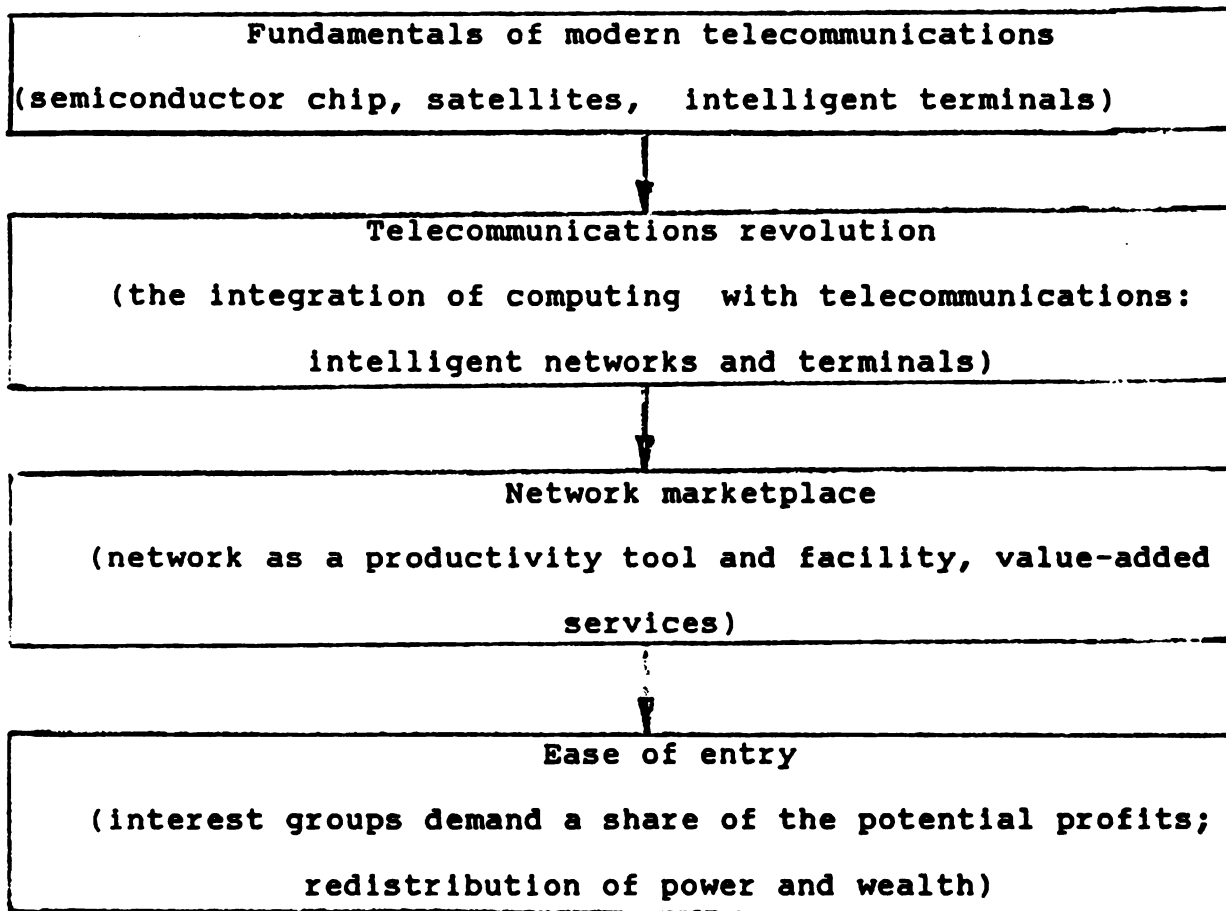 Fundamentals of modern telecommunications
(semiconductor chip, satellites, intelligent terminals)
Telecommunications revolution
(the integration of computing with telecommunications:
intelligent networks and terminals)
Network marketplace
(network as a productivity tool and facility, value-added
services)
Ease of entry
(interest groups demand a share of the potential profits;
redistribution of power and wealth)